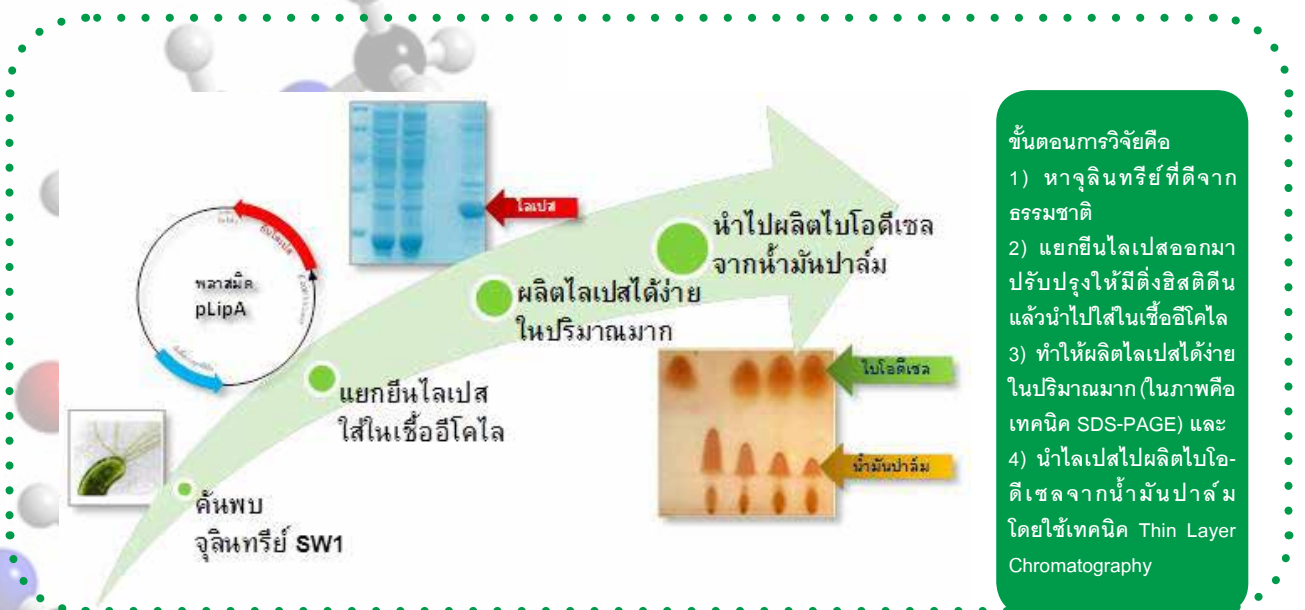 ไลเปส
พลาสมิด
pLipA
ค้นพบ
จุลินทรีย์ SW1
แยกยีนไลเปส
ใส่ในเชื้ออีโคไล
ผลิตไลเปสได้ง่าย
ในปริมาณมาก
นำไปผลิตไบโอดีเซล
จากน้ำมันปาล์ม
ไบโอดีเซล
น้ำมันปาล์ม
ขั้นตอนการวิจัยคือ
1) หาจุลินทรีย์ที่ดีจาก
ธรรมชาติ
2) แยกยีนไลเปสออกมา
ปรับปรุงให้มีติ่งฮิสติดีน
แล้วนำไปใส่ในเชื้ออีโคไล
3) ทำให้ผลิตไลเปสได้ง่าย
ในปริมาณมาก (ในภาพคือ
เทคนิค SDS-PAGE) และ
4) นำไลเปสไปผลิตไบโอ-
ดีเซลจากน้ำมันปาล์ม
โดยใช้เทคนิค Thin Layer
Chromatography